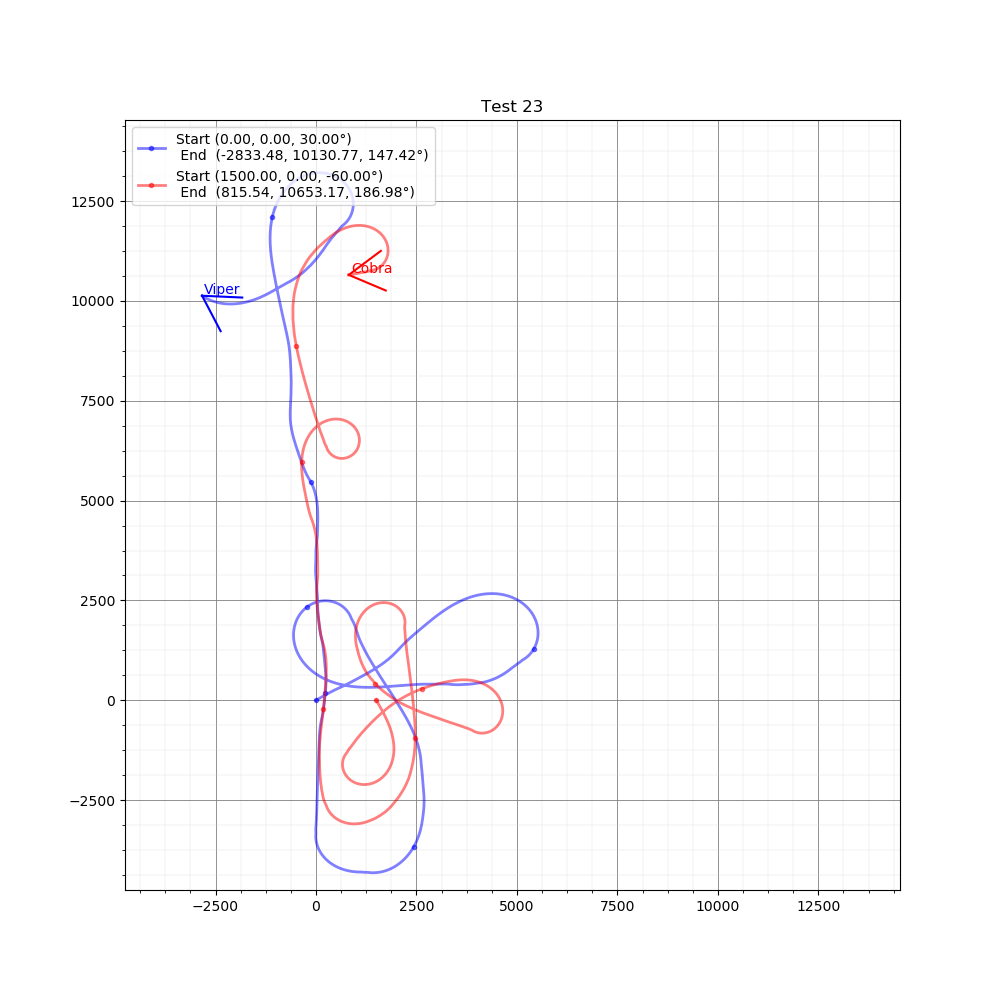 Test 23
Start (0.00, 0.00, 30.00°)
End  (-2833.48, 10130.77, 147.42°)
Start (1500.00, 0.00, -60.00°)
End  (815.54, 10653.17, 186.98°)
12500
10000
7500
5000
2500
0
−2500
Cobra
Viper
−2500 0 2500 5000 7500 10000 12500